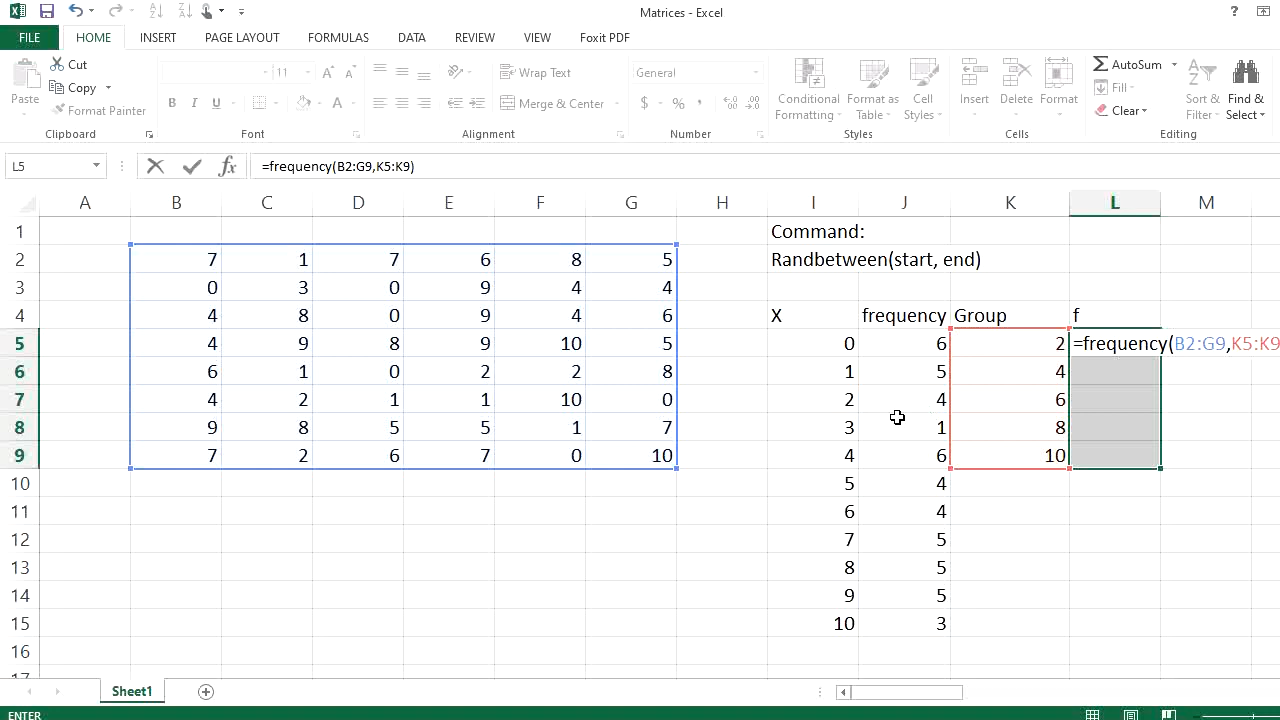 Matrices - Excel
FILE HOME INSERT PAGE LAYOUT FORMULAS DATA REVIEW VIEW Foxit PDF
Paste Cut Copy Format Painter
11
B I U A
Wrap Text
Merge & Center
General
$ %
Conditional Formatting Format as Table Cell Styles
Insert Delete Format
AutoSum Fill Clear
Sort & Filter Find & Select
Clipboard Font Alignment Number Styles Cells Editing
L5 fx =frequency(B2:G9,K5:K9)
A B C D E F G H I J K L M
1 Command:
2 7 1 7 6 8 5 Randbetween(start, end)
3 0 3 0 9 4 4
4 4 8 0 9 4 6 X frequency Group f
5 4 9 8 9 10 5 0 6 2 =frequency(B2:G9,K5:K9
6 6 1 0 2 2 8 1 5 4
7 4 2 1 1 10 0 2 4 6
8 9 8 5 5 1 7 3 1 8
9 7 2 6 7 0 10 4 6 10
10 5 4
11 6 4
12 7 5
13 8 5
14 9 5
15 10 3
16
17
Sheet1
ENTER